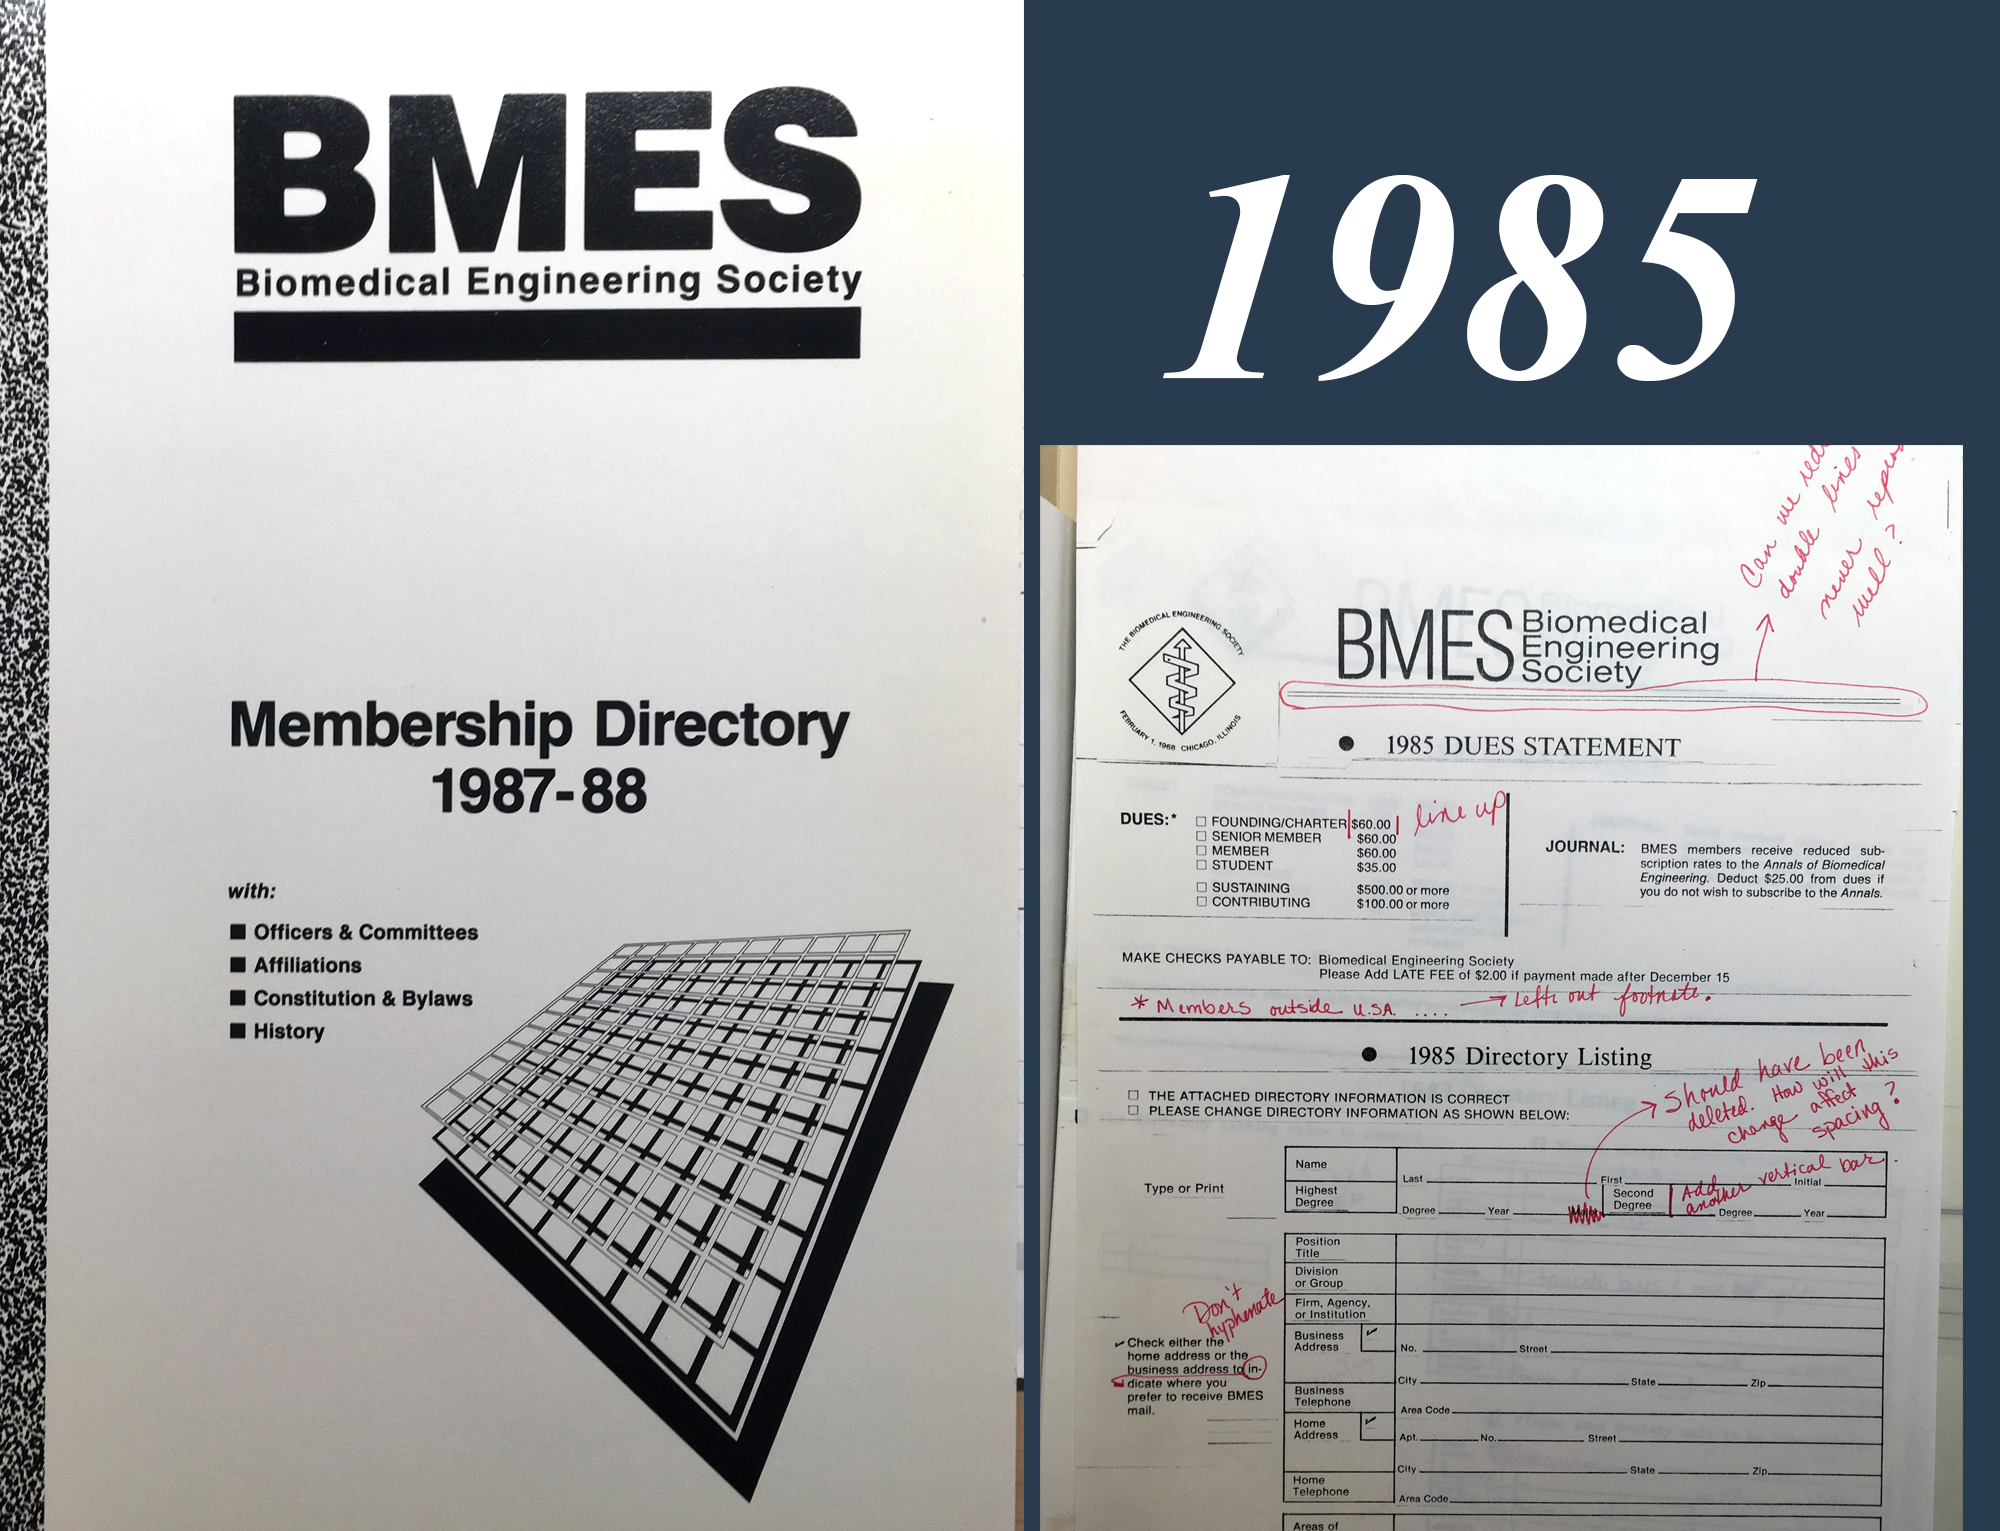 BMES
Biomedical Engineering Society
Membership Directory
1987-88
with:
Officers & Committees
Affiliations
Constitution & Bylaws
History
1985
Can we
double lines
never
well?
THE BIOMEDICAL ENGINEERING SOCIETY
FEBRUARY 1, 1968 CHICAGO, ILLINOIS
BMES Biomedical
Engineering
Society
• 1985 DUES STATEMENT
DUES:*
☐ FOUNDING/CHARTER $60.00
☐ SENIOR MEMBER $60.00
☐ MEMBER $60.00
☐ STUDENT $35.00
☐ SUSTAINING $500.00 or more
☐ CONTRIBUTING $100.00 or more
line up
JOURNAL: BMES members receive reduced sub-
scription rates to the Annals of Biomedical
Engineering. Deduct $25.00 from dues if
you do not wish to subscribe to the Annals.
MAKE CHECKS PAYABLE TO: Biomedical Engineering Society
Please Add LATE FEE of $2.00 if payment made after December 15
* Members outside U.SA. .... → Left out footnote.
• 1985 Directory Listing
☐ THE ATTACHED DIRECTORY INFORMATION IS CORRECT
☐ PLEASE CHANGE DIRECTORY INFORMATION AS SHOWN BELOW:
Should have been
deleted. How will this
change affect
spacing?
Type or Print
Name
Last First Initial
Highest
Degree
Degree Year
Second
Degree
Degree Year
Add another vertical bar.
Position
Title
Division
or Group
Firm, Agency,
or Institution
Business
Address
✓
No. Street
City State Zip
Business
Telephone
Area Code
Home
Address
✓
Apt. No. Street
City State Zip
Home
Telephone
Area Code
Areas of
Don't
hyphenate
✓ Check either the
home address or the
business address to in-
dicate where you
prefer to receive BMES
mail.